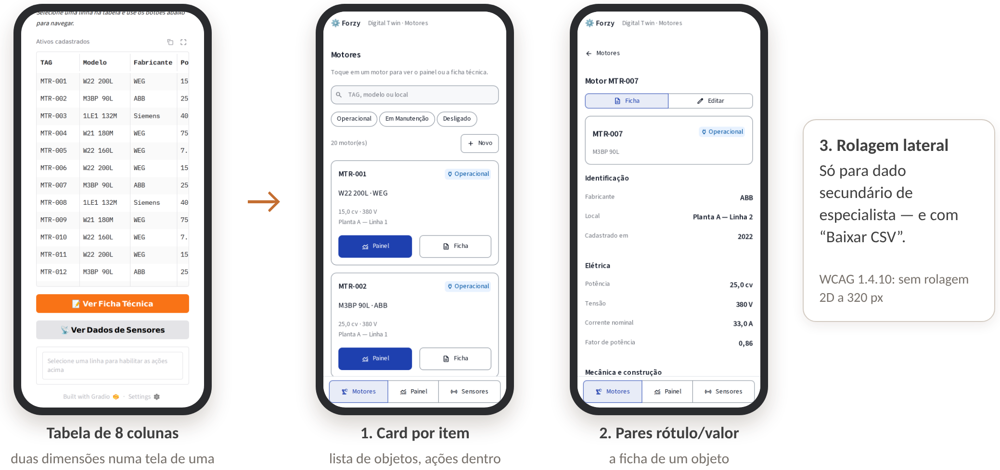 Selecione uma linha na tabela e use os botões abaixo
para navegar.
Ativos cadastrados
TAG Modelo Fabricante Po
MTR-001 W22 200L WEG 15
MTR-002 M3BP 90L ABB 25
MTR-003 1LE1 132M Siemens 40
MTR-004 W21 180M WEG 75
MTR-005 W22 160L WEG 7.
MTR-006 W22 200L WEG 15
MTR-007 M3BP 90L ABB 25
MTR-008 1LE1 132M Siemens 40
MTR-009 W21 180M WEG 75
MTR-010 W22 160L WEG 7.
MTR-011 W22 200L WEG 15
MTR-012 M3BP 90L ABB 25
Ver Ficha Técnica
Ver Dados de Sensores
Selecione uma linha para habilitar as ações
acima
Built with Gradio · Settings
Tabela de 8 colunas
duas dimensões numa tela de uma
→
Forzy Digital Twin · Motores
Motores
Toque em um motor para ver o painel ou a ficha técnica.
TAG, modelo ou local
Operacional Em Manutenção Desligado
20 motor(es) + Novo
MTR-001 Operacional
W22 200L · WEG
15,0 cv · 380 V
Planta A — Linha 1
Painel Ficha
MTR-002 Operacional
M3BP 90L · ABB
25,0 cv · 380 V
Planta A — Linha 1
Painel Ficha
Motores Painel Sensores
1. Card por item
lista de objetos, ações dentro
Forzy Digital Twin · Motores
← Motores
Motor MTR-007
Ficha Editar
MTR-007 Operacional
M3BP 90L
Identificação
Fabricante ABB
Local Planta A — Linha 2
Cadastrado em 2022
Elétrica
Potência 25,0 cv
Tensão 380 V
Corrente nominal 33,0 A
Fator de potência 0,86
Mecânica e construção
Motores Painel Sensores
2. Pares rótulo/valor
a ficha de um objeto
3. Rolagem lateral
Só para dado
secundário de
especialista — e com
“Baixar CSV”.
WCAG 1.4.10: sem rolagem
2D a 320 px